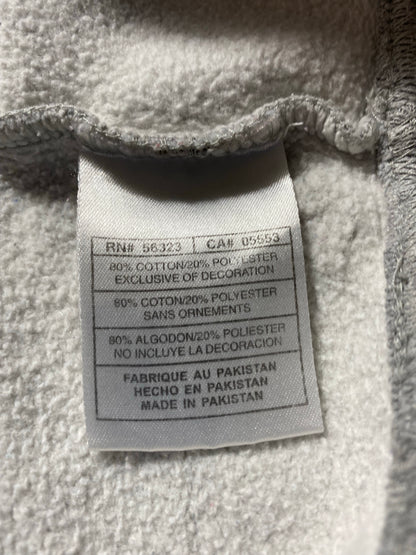 RN# 56323 CA# 05553
80% COTTON/20% POLYESTER
EXCLUSIVE OF DECORATION
80% COTON/20% POLYESTER
SANS ORNEMENTS
80% ALGODON/20% POLIESTER
NO INCLUYE LA DECORACION
FABRIQUE AU PAKISTAN
HECHO EN PAKISTAN
MADE IN PAKISTAN